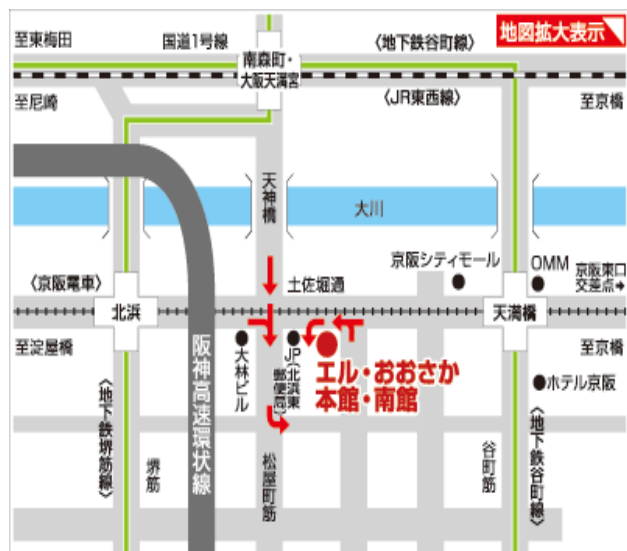 地図拡大表示
至東梅田
国道1号線
〈地下鉄谷町線〉
南森町・
大阪天満宮
至尼崎
〈JR東西線〉
至京橋
天神橋
大川
京阪シティモール
OMM
京阪東口
交差点→
〈京阪電車〉
土佐堀通
北浜
天満橋
至淀屋橋
至京橋
大林ビル
JP(北浜東
郵便局)
エル・おおさか
本館・南館
ホテル京阪
阪神高速環状線
〈地下鉄堺筋線〉
堺筋
松屋町筋
谷町筋
〈地下鉄谷町線〉